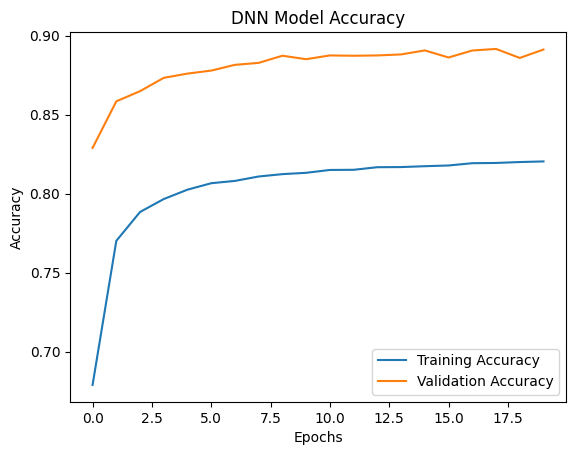 DNN Model Accuracy
0.90
0.85
0.80
0.75
0.70
Accuracy
Training Accuracy
Validation Accuracy
0.0 2.5 5.0 7.5 10.0 12.5 15.0 17.5
Epochs